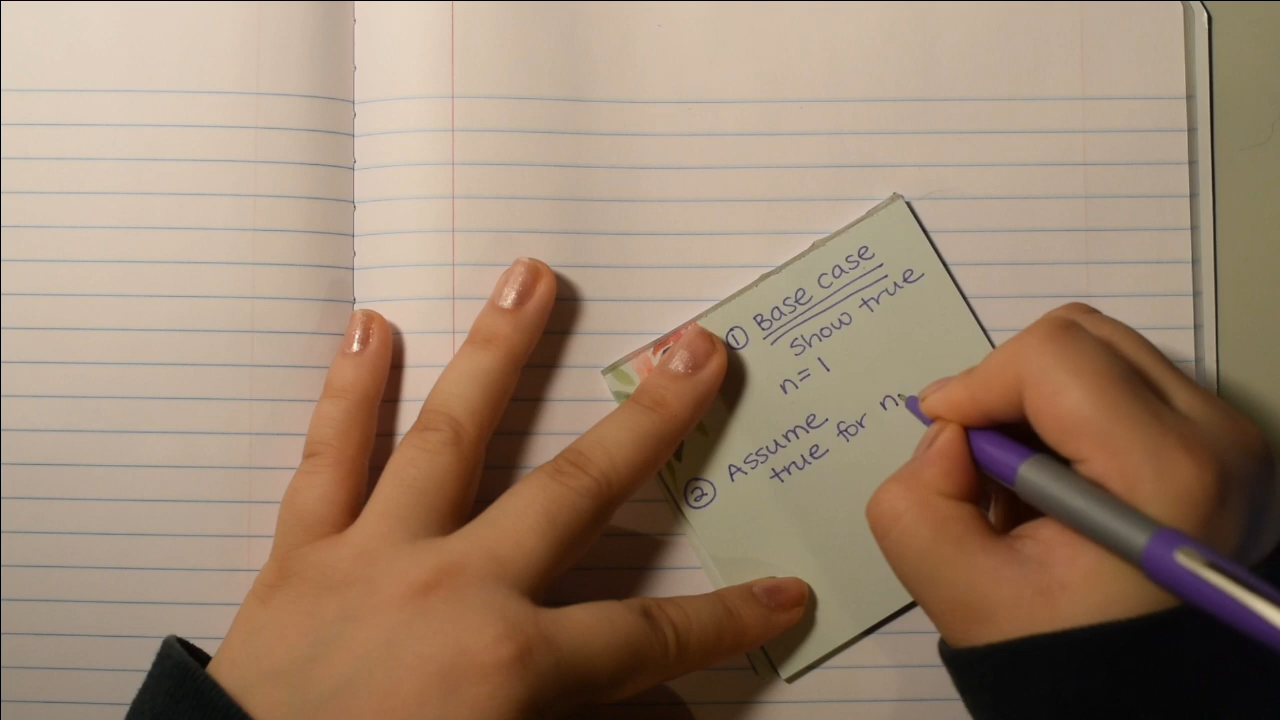 ① Base case
show true
n=1
② Assume
true for n